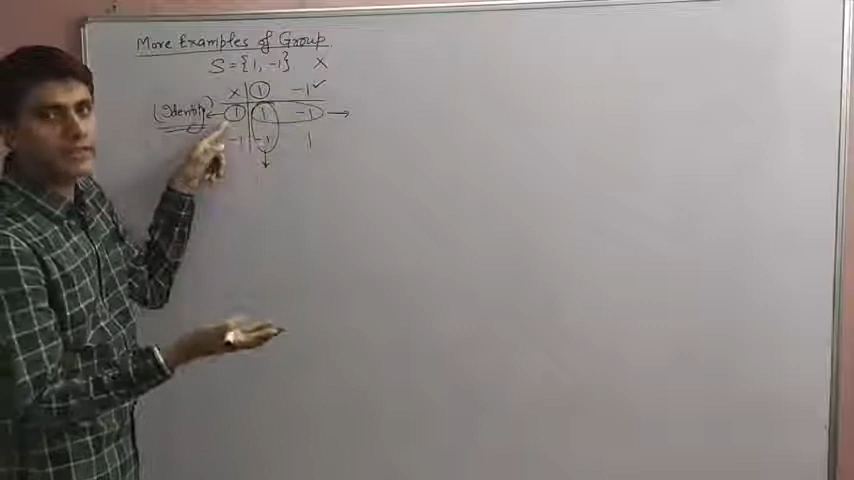 More Examples of Group
S = {1, -1} ×
× 1 -1 ✓
(Identity) ← 1 1 -1 →
-1 -1 1
↓